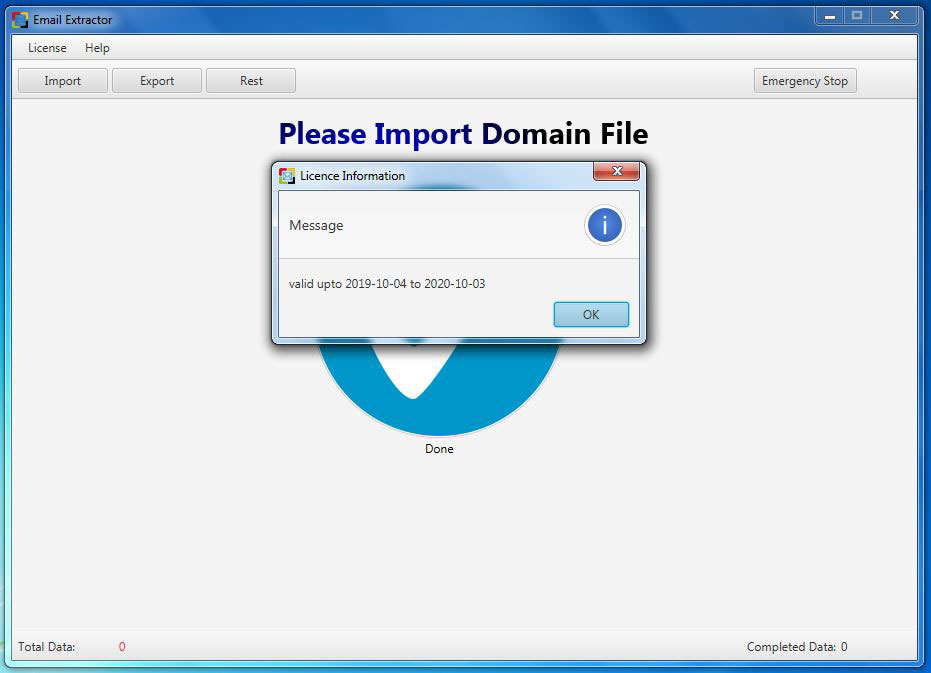 Email Extractor
License Help
Import Export Rest Emergency Stop
Please Import Domain File
Licence Information
Message
i
valid upto 2019-10-04 to 2020-10-03
OK
Done
Total Data: 0 Completed Data: 0